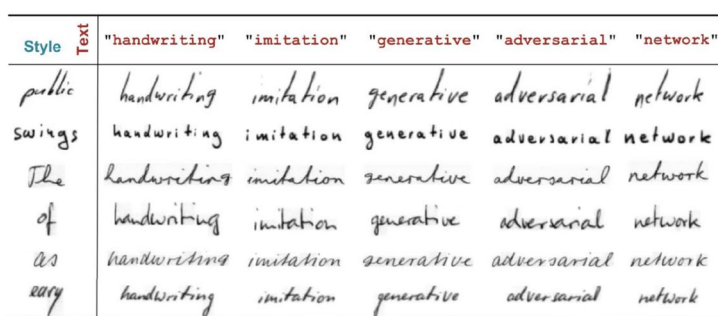 Style Text "handwriting" "imitation" "generative" "adversarial" "network"
public handwriting imitation generative adversarial network
swings handwriting imitation generative adversarial network
The handwriting imitation generative adversarial network
of handwriting imitation generative adversarial network
as handwriting imitation generative adversarial network
eary handwriting imitation generative adversarial network